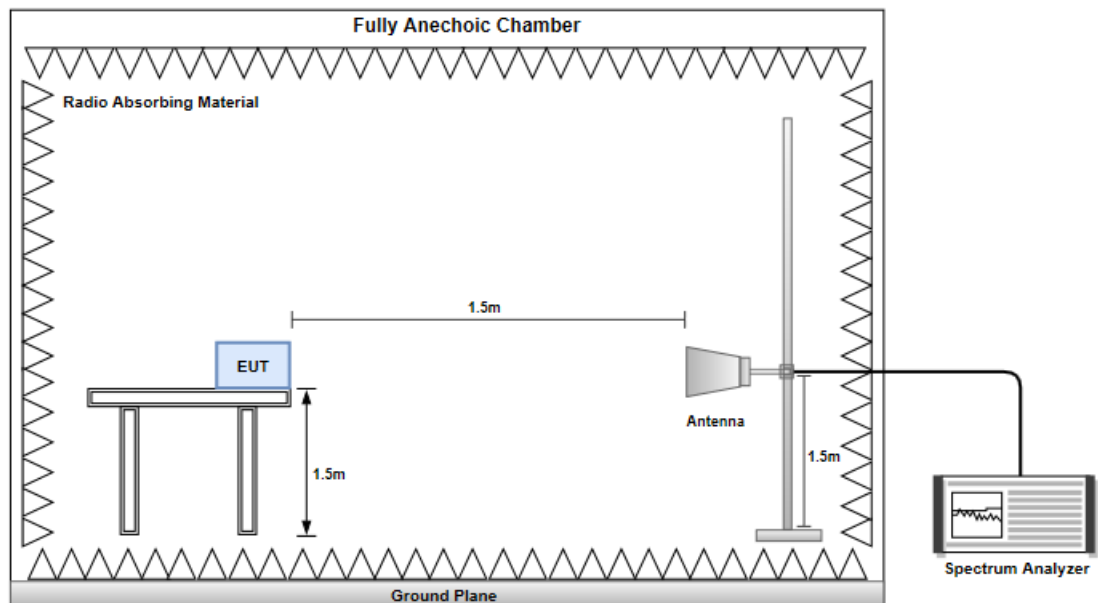 Fully Anechoic Chamber
Radio Absorbing Material
1.5m
EUT
Antenna
1.5m
1.5m
Spectrum Analyzer
Ground Plane